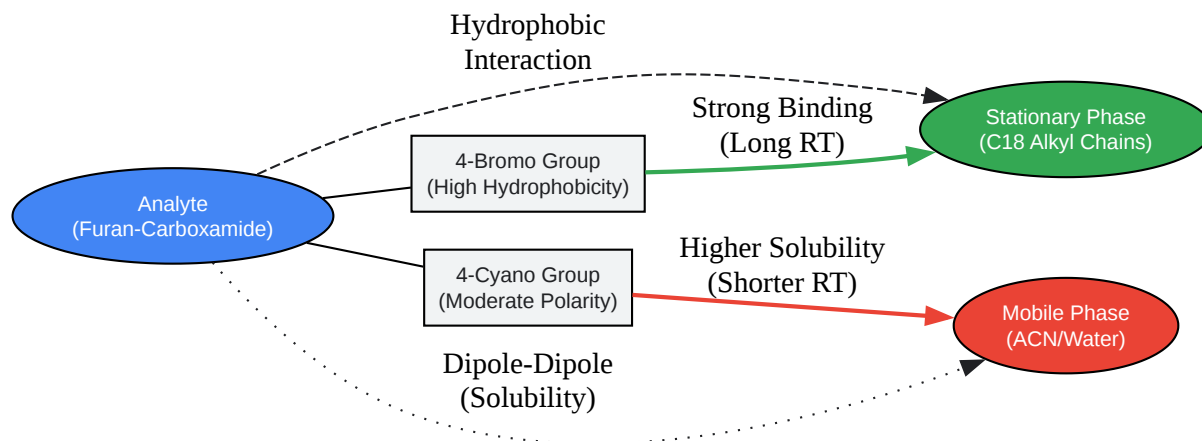 Hydrophobic
Interaction
Strong Binding
(Long RT)
Stationary Phase
(C18 Alkyl Chains)
4-Bromo Group
(High Hydrophobicity)
Analyte
(Furan-Carboxamide)
4-Cyano Group
(Moderate Polarity)
Higher Solubility
(Shorter RT)
Mobile Phase
(ACN/Water)
Dipole-Dipole
(Solubility)